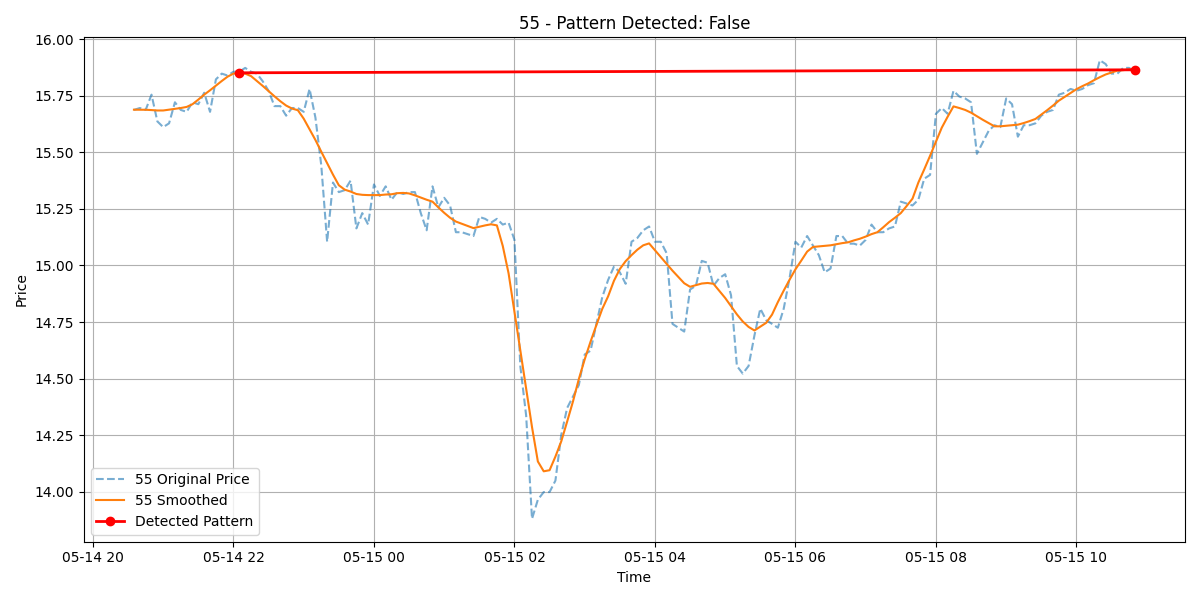 55 - Pattern Detected: False
16.00
15.75
15.50
15.25
15.00
14.75
14.50
14.25
14.00
Price
55 Original Price
55 Smoothed
Detected Pattern
05-14 20 05-14 22 05-15 00 05-15 02 05-15 04 05-15 06 05-15 08 05-15 10
Time